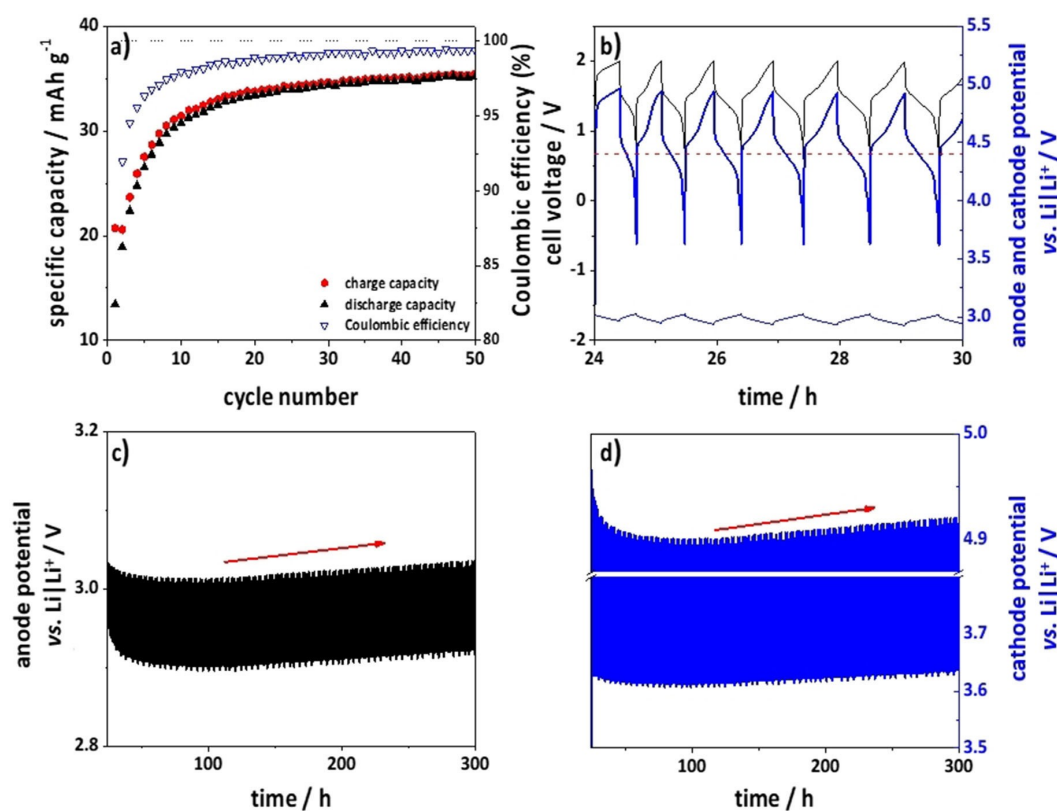 a)
40
30
20
10
specific capacity / mAh g⁻¹
0 10 20 30 40 50
cycle number
100
95
90
85
80
Coulombic efficiency (%)
charge capacity
discharge capacity
Coulombic efficiency
b)
2
1
0
-1
-2
cell voltage / V
24 26 28 30
time / h
5.5
5.0
4.5
4.0
3.5
3.0
anode and cathode potential
vs. Li|Li⁺/ V
c)
3.2
3.0
2.8
anode potential
vs. Li|Li⁺/ V
100 200 300
time / h
d)
5.0
4.9
3.7
3.6
3.5
cathode potential
vs. Li|Li⁺/ V
100 200 300
time / h